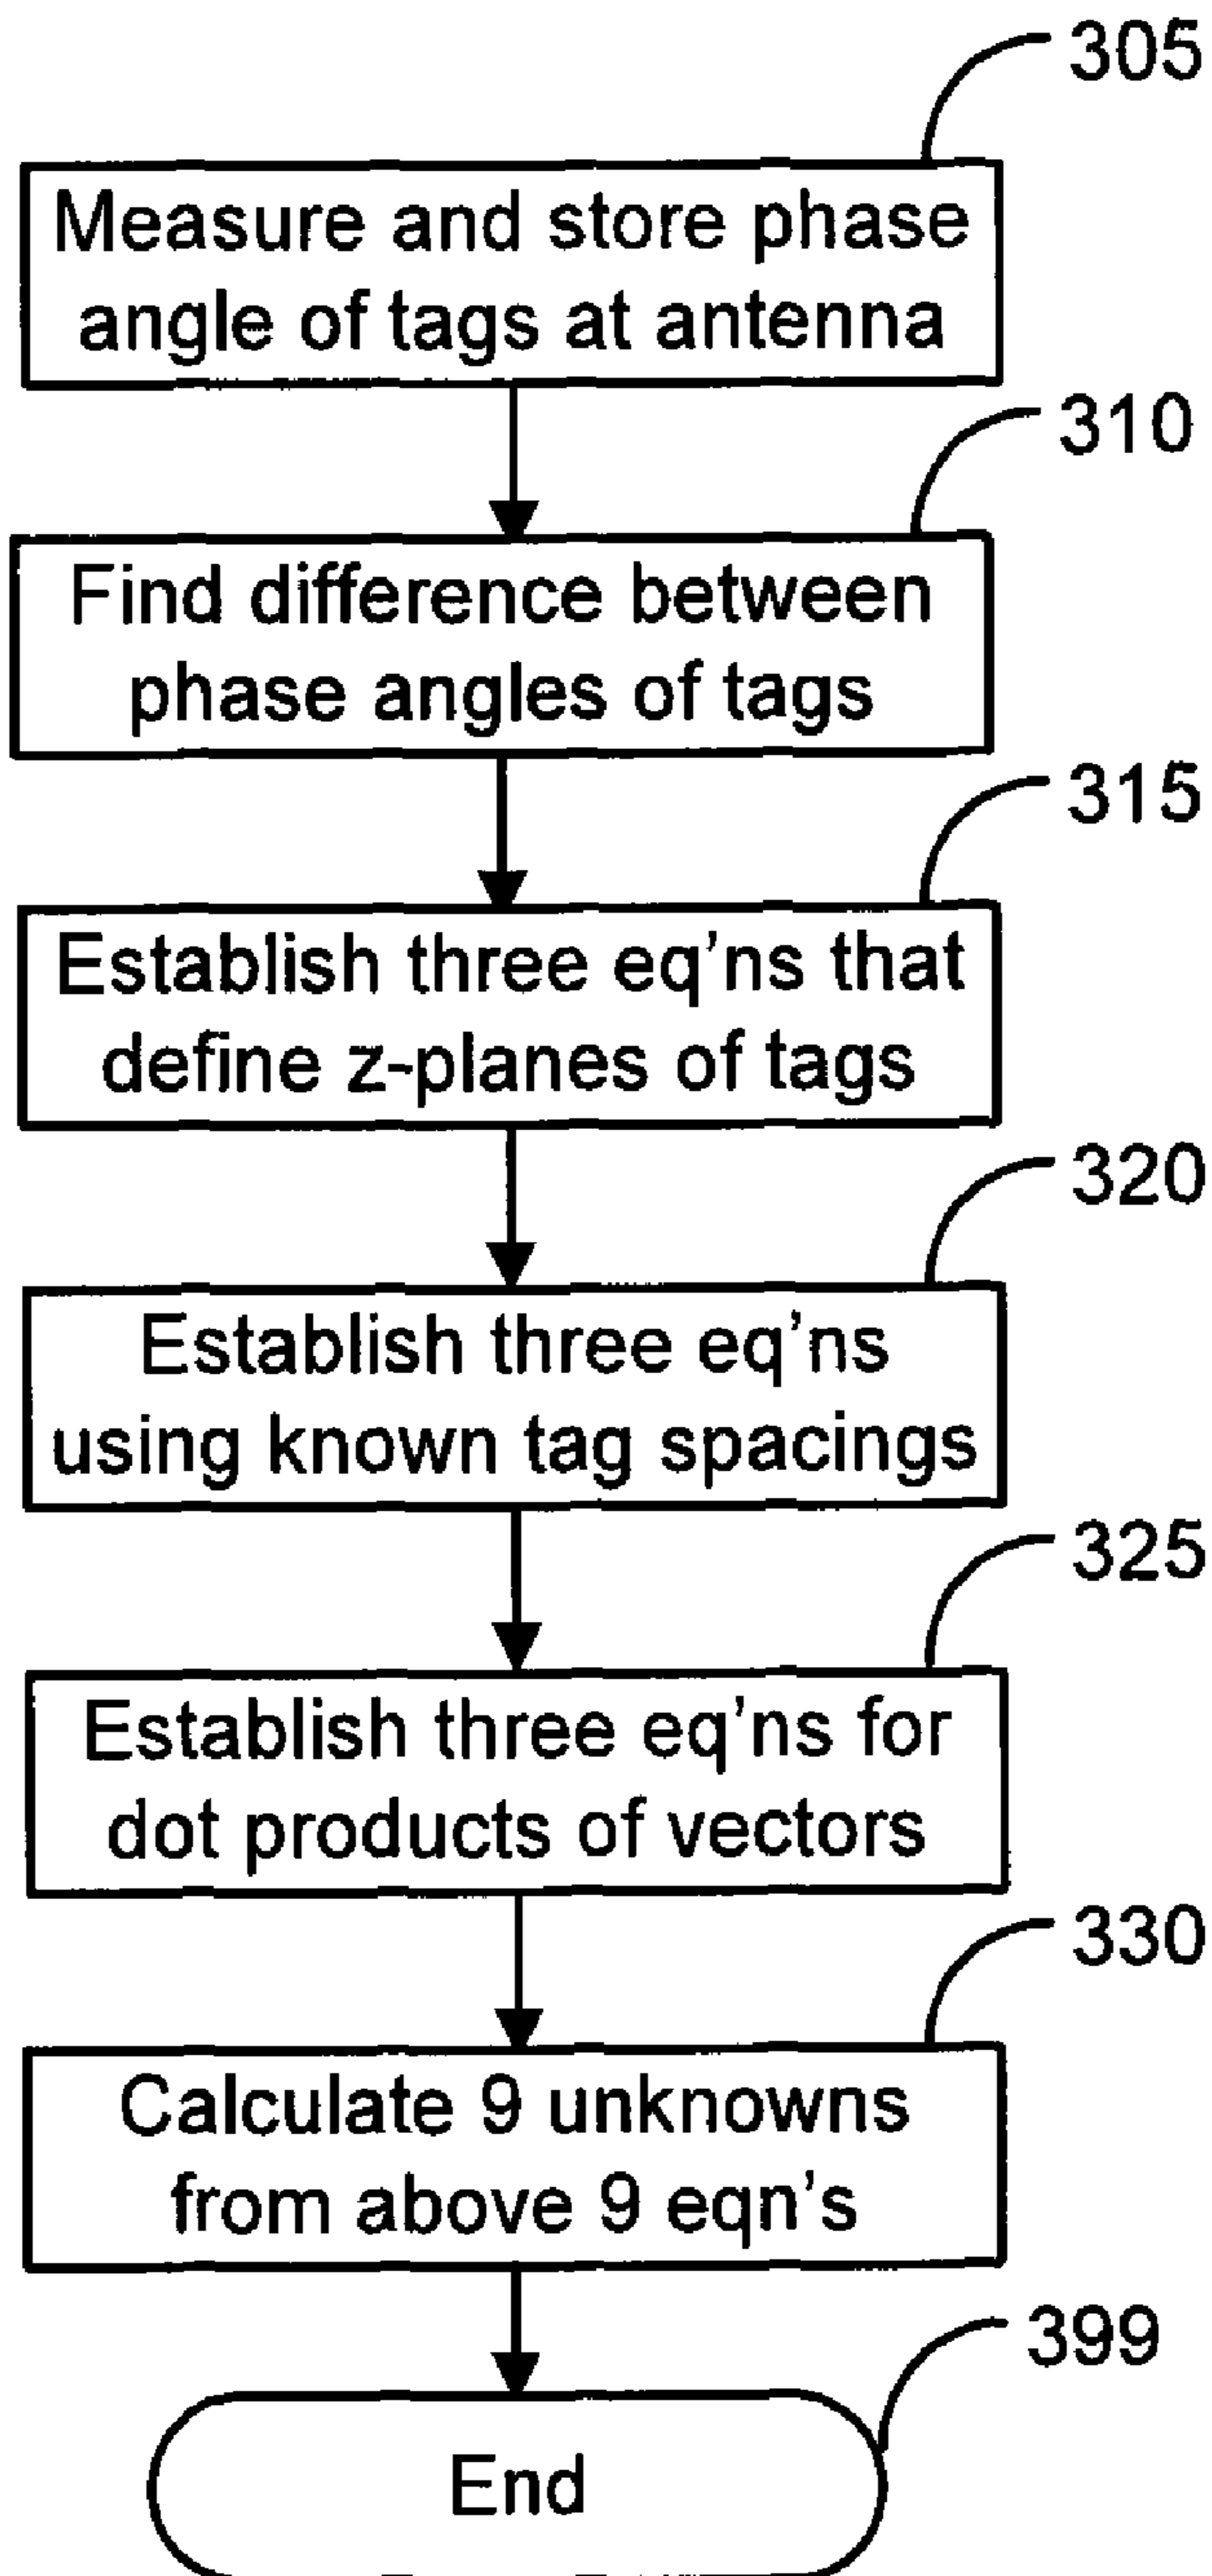 305
Measure and store phase
angle of tags at antenna
310
Find difference between
phase angles of tags
315
Establish three eq’ns that
define z-planes of tags
320
Establish three eq’ns
using known tag spacings
325
Establish three eq’ns for
dot products of vectors
330
Calculate 9 unknowns
from above 9 eqn’s
399
End